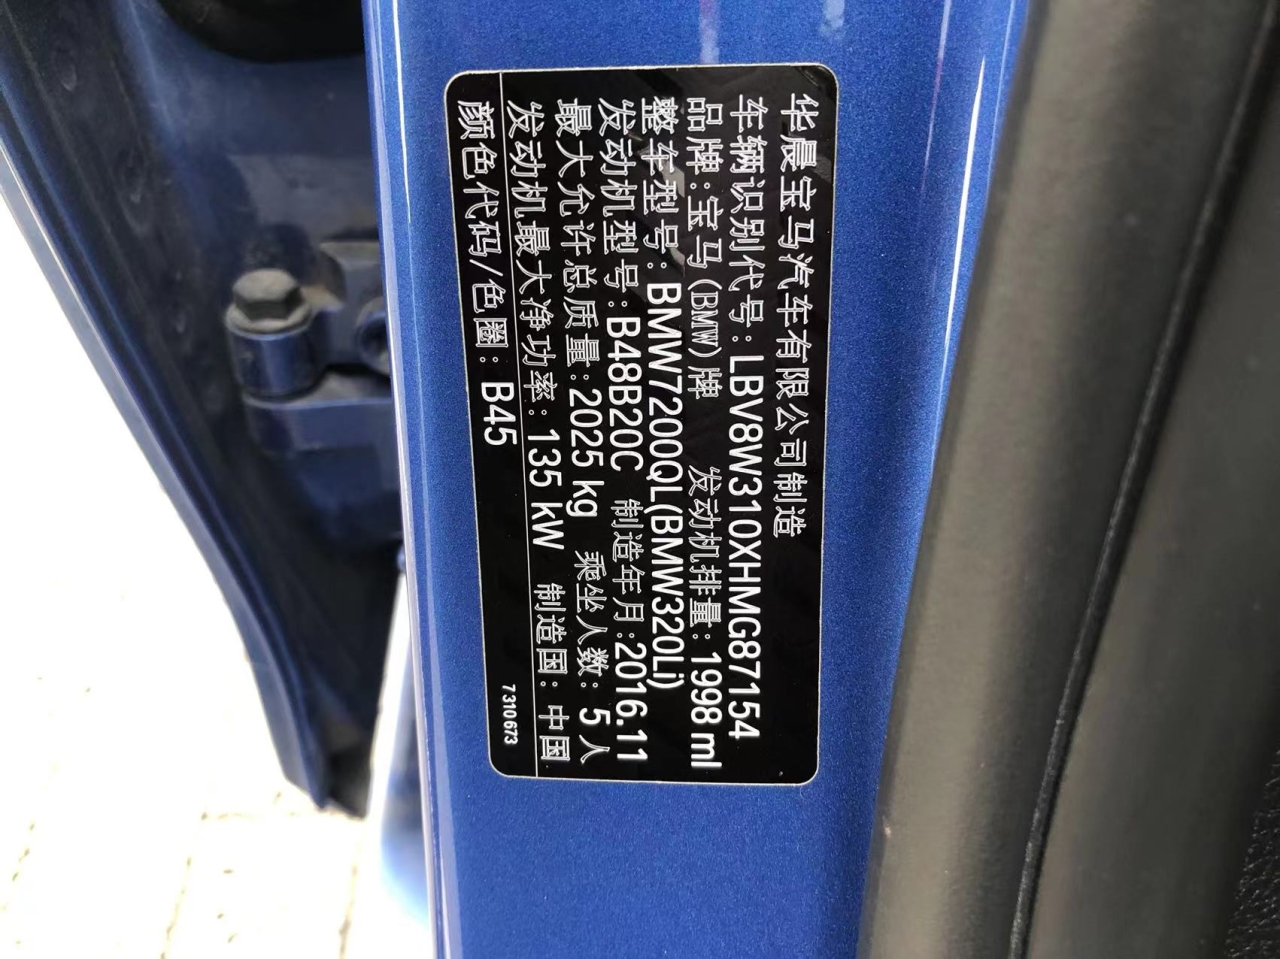 华晨宝马汽车有限公司制造
车辆识别代号：LBV8W310XHMG87154
品牌：宝马(BMW)牌 发动机排量：1998 ml
整车型号：BMW7200QL(BMW320Li)
发动机型号：B48B20C 制造年月：2016.11
最大允许总质量：2025 kg 乘坐人数：5 人
发动机最大净功率：135 kW 制造国：中国
颜色代码/色圈：B45 7 310 673